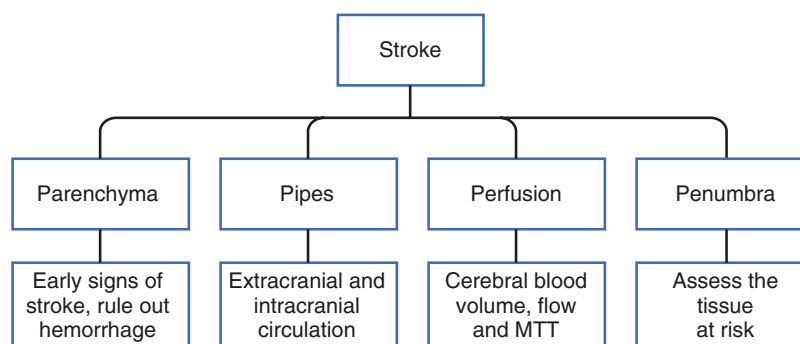 Stroke
Parenchyma
Pipes
Perfusion
Penumbra
Early signs of
stroke, rule out
hemorrhage
Extracranial and
intracranial
circulation
Cerebral blood
volume, flow
and MTT
Assess the
tissue
at risk